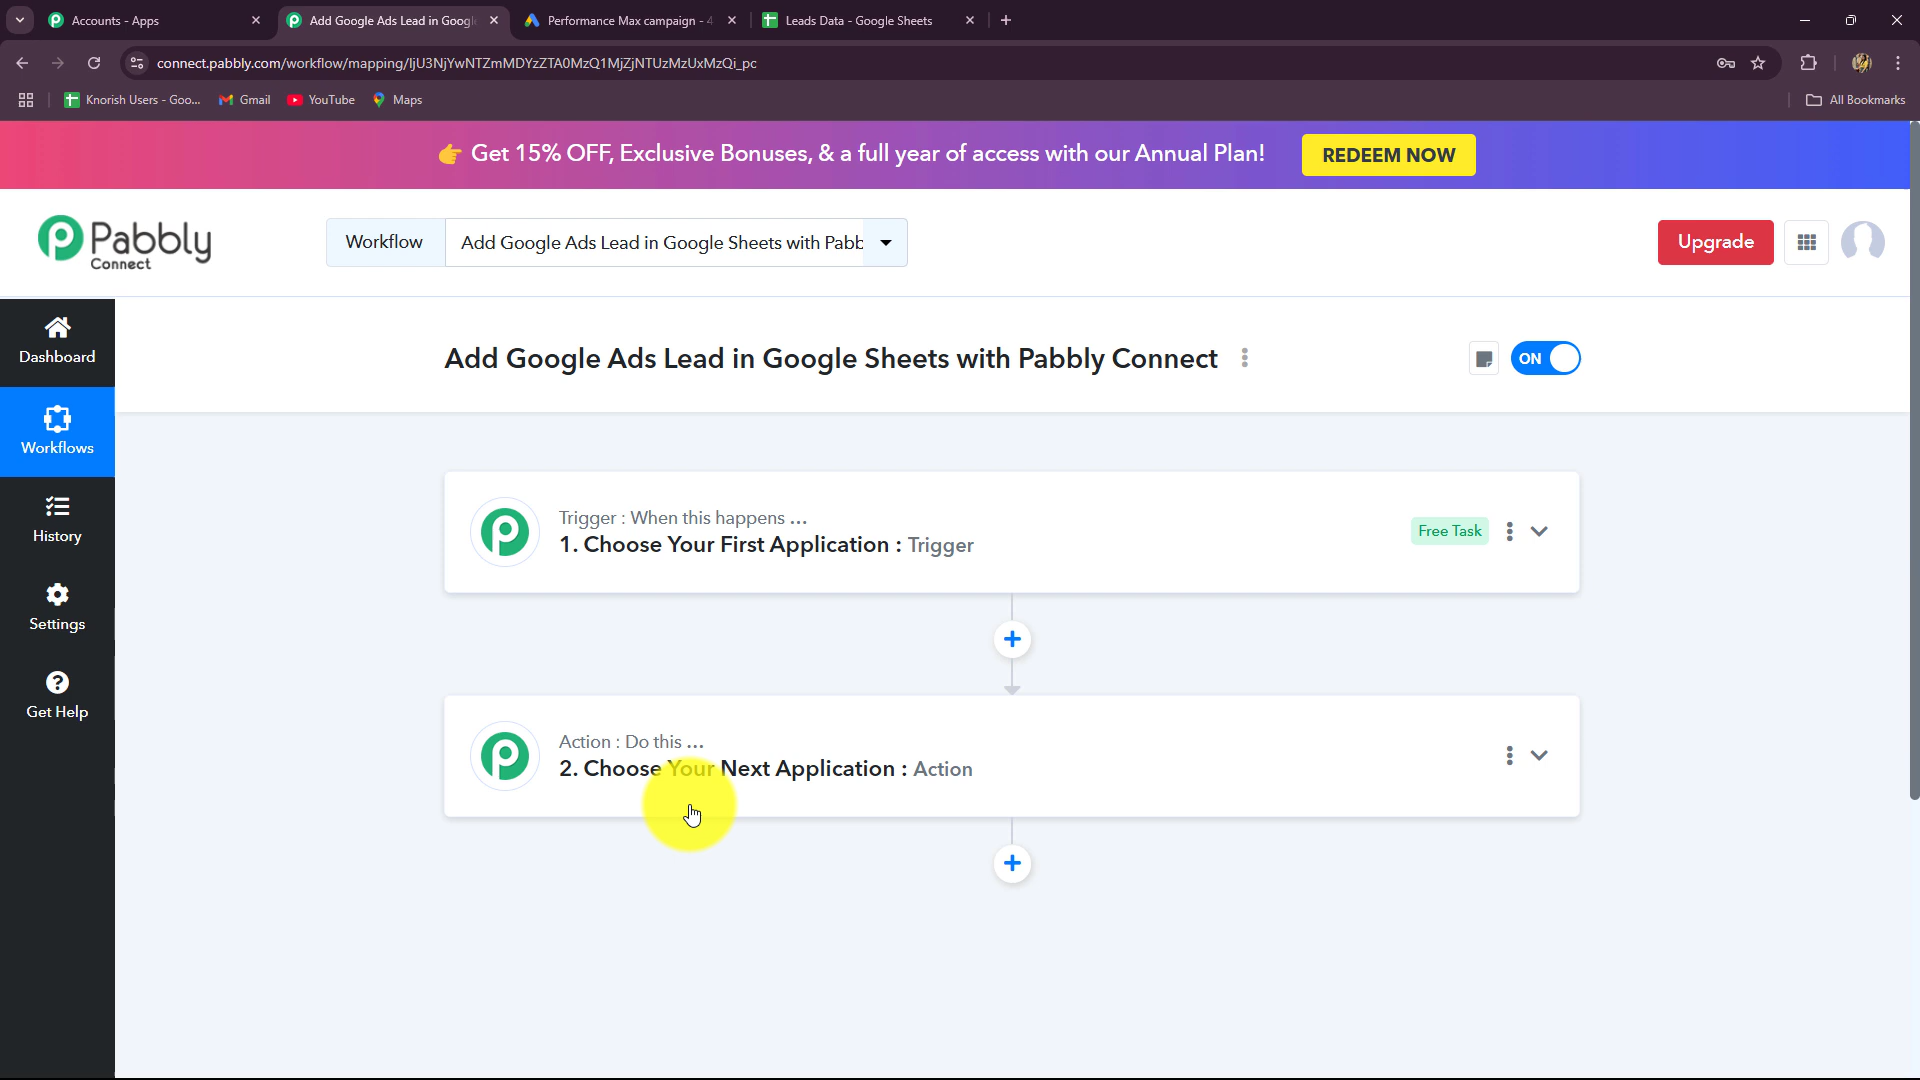 Accounts - Apps
Add Google Ads Lead in Googl
Performance Max campaign - 4
Leads Data - Google Sheets
connect.pabbly.com/workflow/mapping/IjU3NjYwNTZmMDYzZTA0MzQ1MjZjNTUzMzUxMzQi_pc
Knorish Users - Goo...
Gmail
YouTube
Maps
All Bookmarks
👉 Get 15% OFF, Exclusive Bonuses, & a full year of access with our Annual Plan!
REDEEM NOW
Pabbly
Connect
Workflow
Add Google Ads Lead in Google Sheets with Pabb
Upgrade
Dashboard
Workflows
History
Settings
Get Help
Add Google Ads Lead in Google Sheets with Pabbly Connect
ON
Trigger : When this happens ...
1. Choose Your First Application : Trigger
Free Task
Action : Do this ...
2. Choose Your Next Application : Action